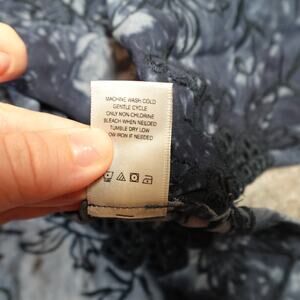 MACHINE WASH COLD
GENTLE CYCLE
ONLY NON-CHLORINE
BLEACH WHEN NEEDED
TUMBLE DRY LOW
LOW IRON IF NEEDED